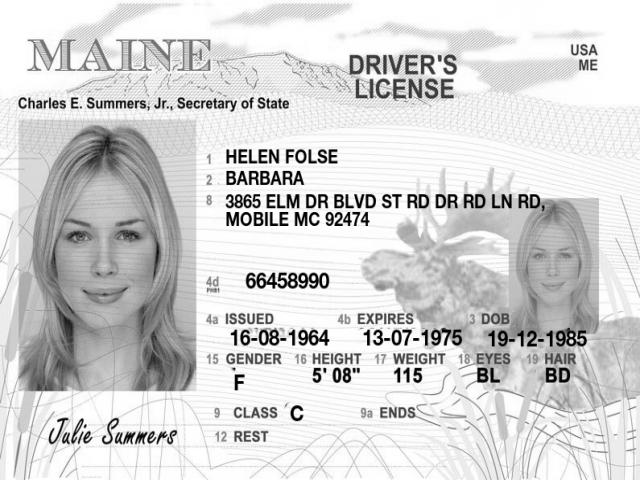 MAINE
DRIVER'S
LICENSE
USA
ME
Charles E. Summers, Jr., Secretary of State
1 HELEN FOLSE
2 BARBARA
8 3865 ELM DR BLVD ST RD DR RD LN RD,
MOBILE MC 92474
4d 66458990
4a ISSUED 4b EXPIRES 3 DOB
16-08-1964 13-07-1975 19-12-1985
15 GENDER 16 HEIGHT 17 WEIGHT 18 EYES 19 HAIR
F 5' 08" 115 BL BD
9 CLASS C 9a ENDS
12 REST
Julie Summers